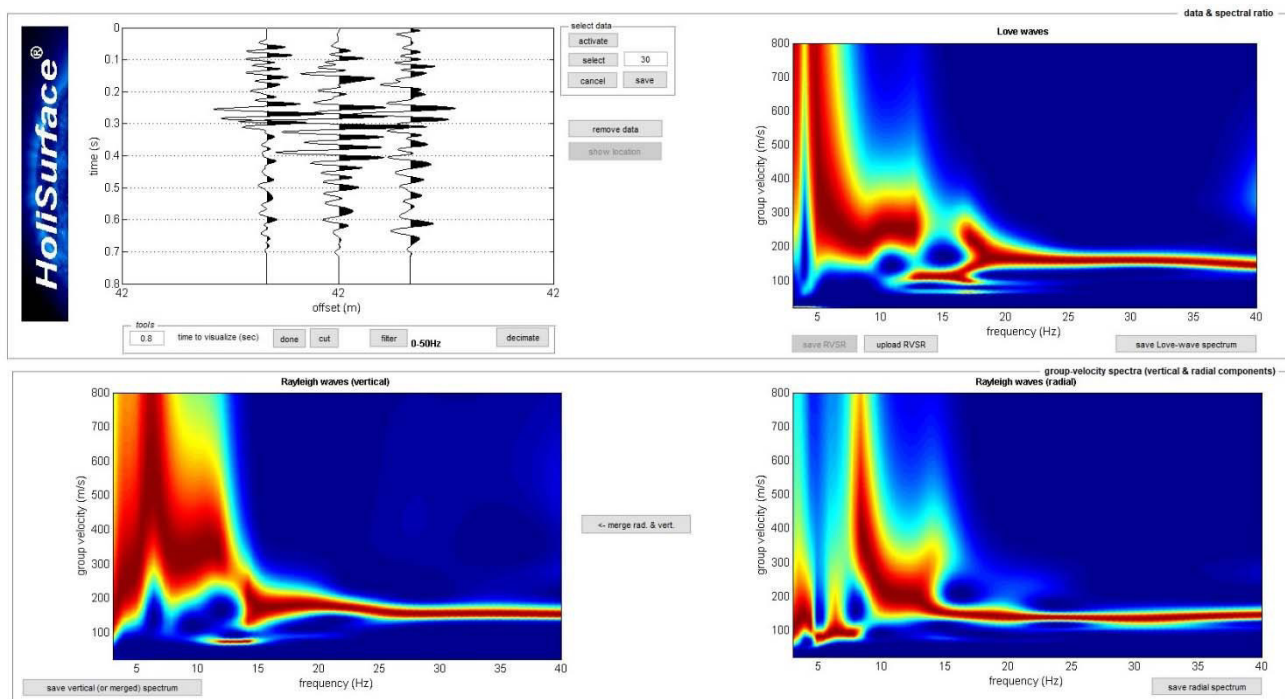 data & spectral ratio
HoliSurface®
0
0.1
0.2
0.3
0.4
0.5
0.6
0.7
0.8
time (s)
42 42 42
offset (m)
select data
activate
select 30
cancel save
remove data
show location
tools
0.8 time to visualize (sec) done cut filter 0-50Hz decimate
Love waves
800
700
600
500
400
300
200
100
group velocity (m/s)
5 10 15 20 25 30 35 40
frequency (Hz)
save RVSR upload RVSR save Love-wave spectrum
group-velocity spectra (vertical & radial components)
Rayleigh waves (vertical)
800
700
600
500
400
300
200
100
group velocity (m/s)
5 10 15 20 25 30 35 40
frequency (Hz)
save vertical (or merged) spectrum
<- merge rad. & vert.
Rayleigh waves (radial)
800
700
600
500
400
300
200
100
group velocity (m/s)
5 10 15 20 25 30 35 40
frequency (Hz)
save radial spectrum